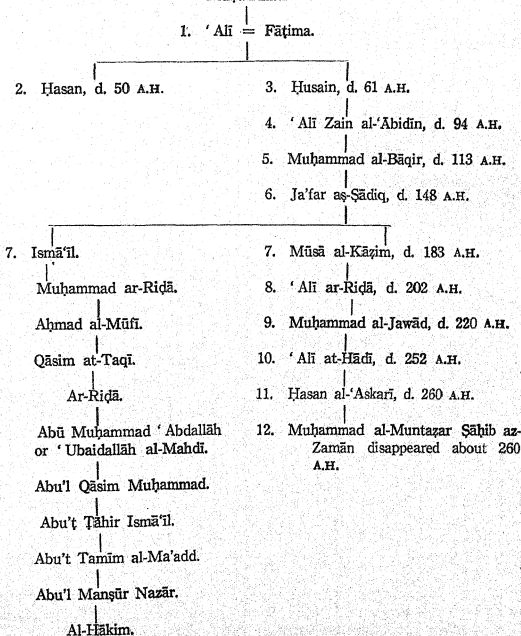 1. ‘Alī = Fāṭima.
2. Ḥasan, d. 50 A.H.
3. Ḥusain, d. 61 A.H.
4. ‘Alī Zain al-‘Ābidīn, d. 94 A.H.
5. Muḥammad al-Bāqir, d. 113 A.H.
6. Ja‘far aṣ-Ṣādiq, d. 148 A.H.
7. Ismā‘īl.
Muḥammad ar-Riḍā.
Aḥmad al-Mūfī.
Qāsim at-Taqī.
Ar-Riḍā.
Abū Muḥammad ‘Abdallāh
or ‘Ubaidallāh al-Mahdī.
Abu'l Qāsim Muḥammad.
Abu'ṭ Ṭāhir Ismā‘īl.
Abu't Tamīm al-Ma'add.
Abu'l Manṣūr Nazār.
Al-Ḥākim.
7. Mūsā al-Kāẓim, d. 183 A.H.
8. ‘Alī ar-Riḍā, d. 202 A.H.
9. Muḥammad al-Jawād, d. 220 A.H.
10. ‘Alī at-Hādī, d. 252 A.H.
11. Ḥasan al-‘Askarī, d. 260 A.H.
12. Muḥammad al-Muntaẓar Ṣāḥib az-
Zamān disappeared about 260
A.H.